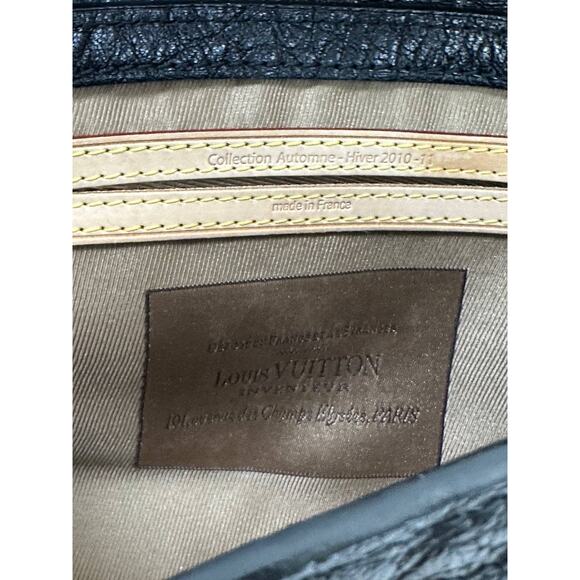 Collection Automne - Hiver 2010 -11
made in France
LOUIS VUITTON
INVENTEUR
101, avenue des Champs Elysées, PARIS